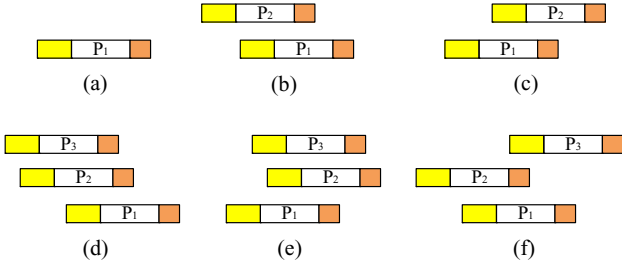 P₂ P₂
P₁ P₁ P₁
(a) (b) (c)
P₃ P₃ P₃
P₂ P₂ P₂
P₁ P₁ P₁
(d) (e) (f)